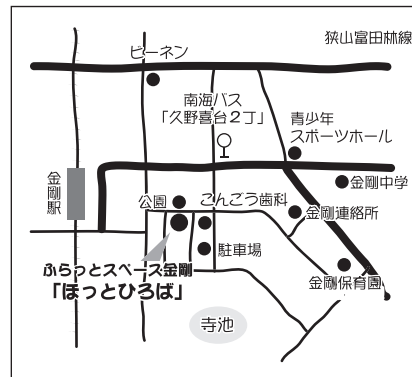 狭山富田林線
ピーネン
南海バス
「久野喜台2丁」
青少年
スポーツホール
金剛駅
金剛中学
公園
こんごう歯科
金剛連絡所
駐車場
ふらっとスペース金剛
「ほっとひろば」
金剛保育園
寺池